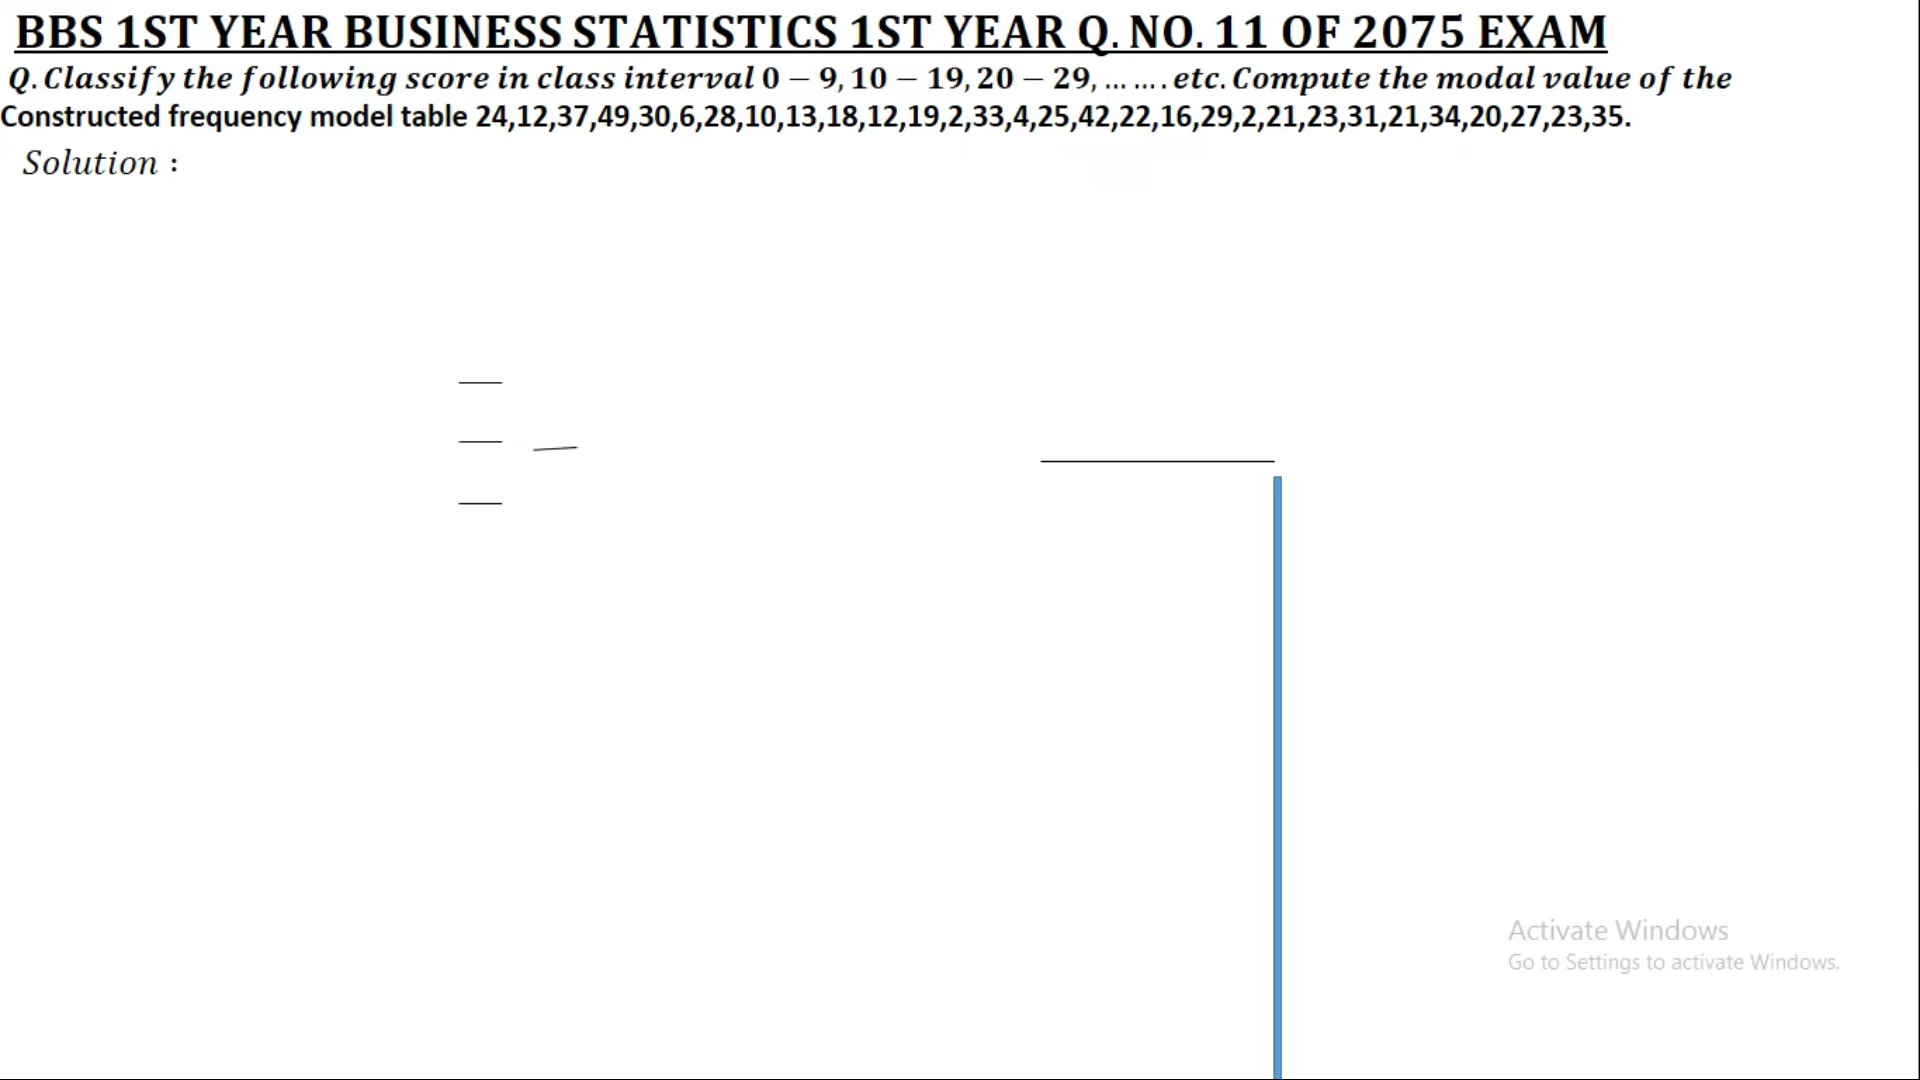 BBS 1ST YEAR BUSINESS STATISTICS 1ST YEAR Q. NO. 11 OF 2075 EXAM
Q. Classify the following score in class interval 0 − 9, 10 − 19, 20 − 29, ... ... . etc. Compute the modal value of the
Constructed frequency model table 24,12,37,49,30,6,28,10,13,18,12,19,2,33,4,25,42,22,16,29,2,21,23,31,21,34,20,27,23,35.
Solution :
Activate Windows
Go to Settings to activate Windows.